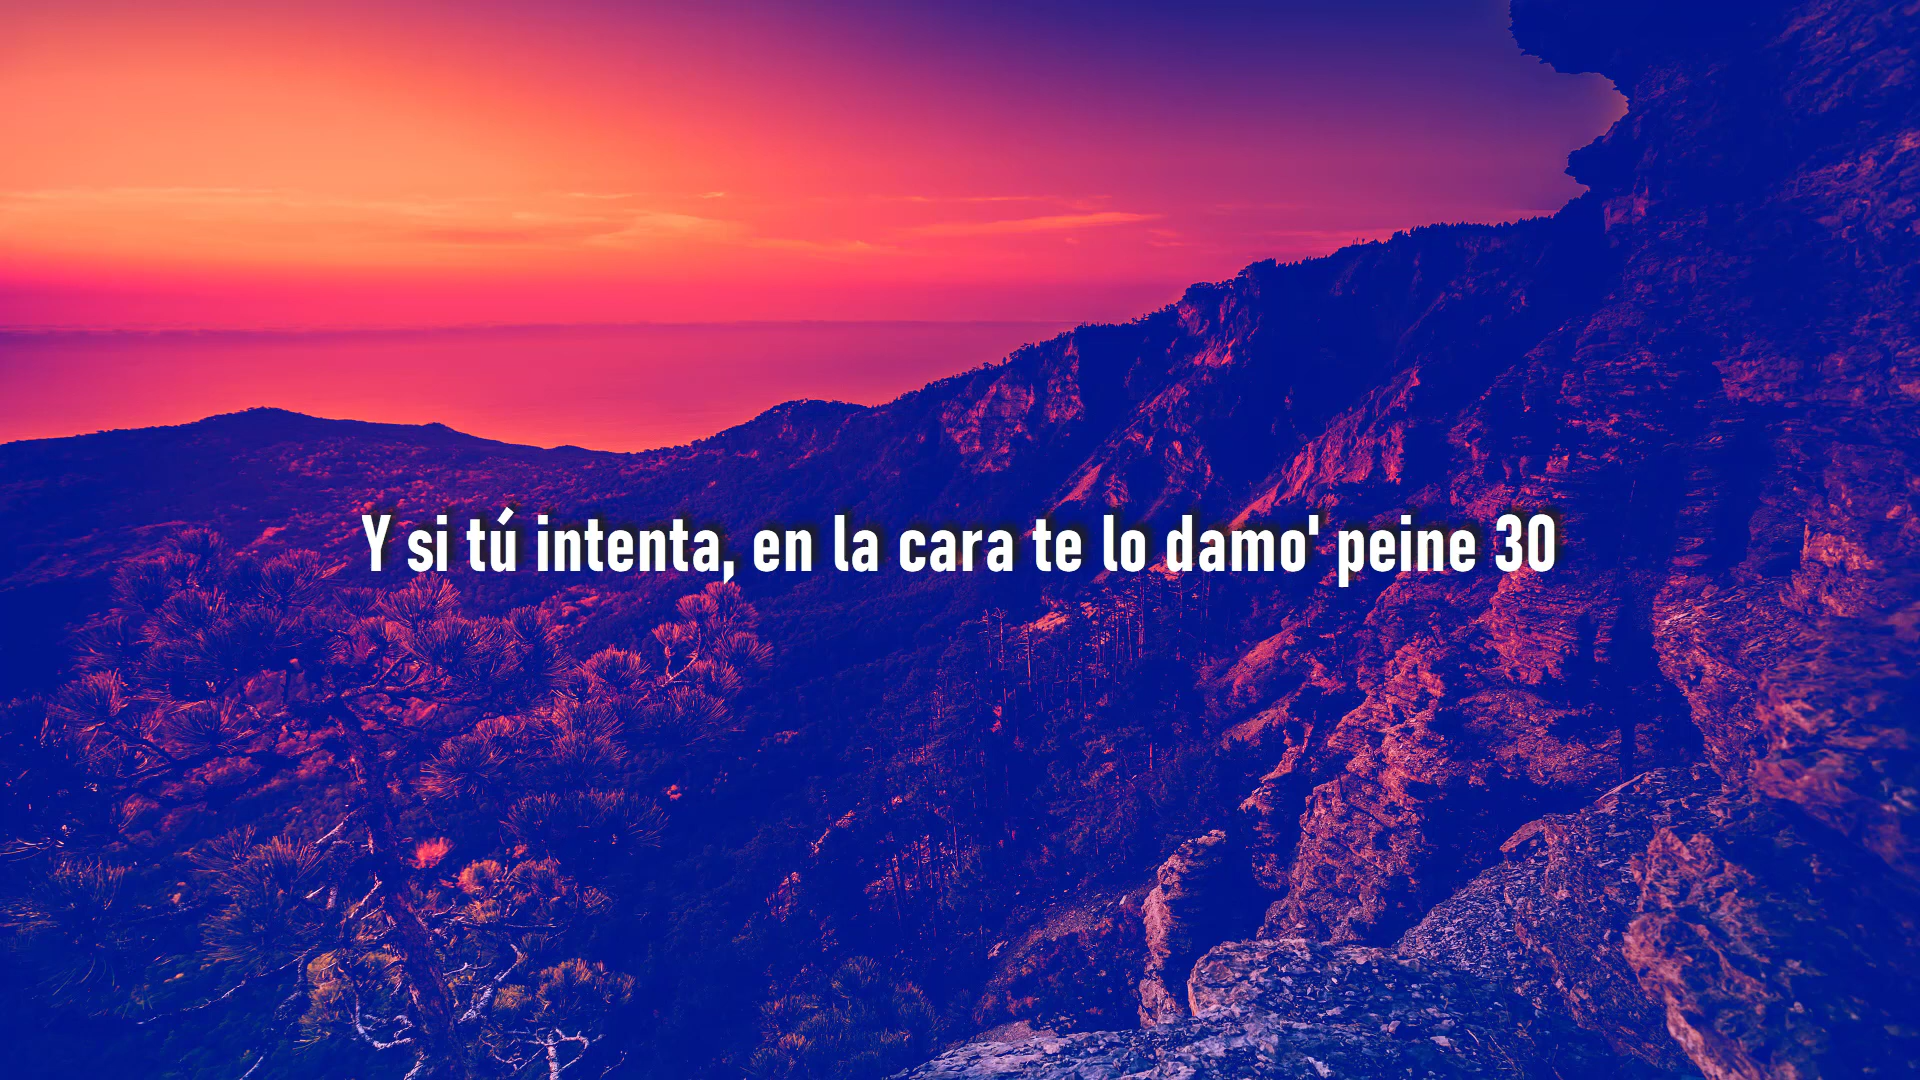 Y si tú intenta, en la cara te lo damo' peine 30